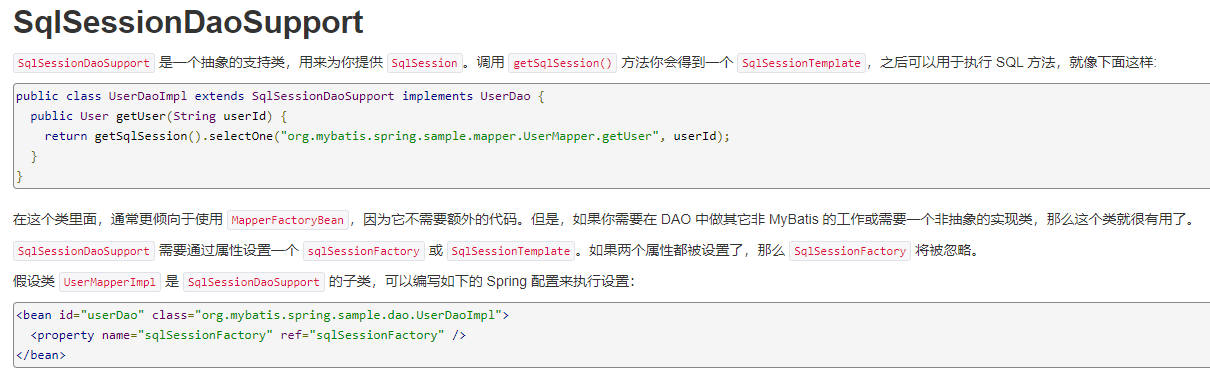 SqlSessionDaoSupport
SqlSessionDaoSupport 是一个抽象的支持类，用来为你提供 SqlSession。调用 getSqlSession() 方法你会得到一个 SqlSessionTemplate，之后可以用于执行 SQL 方法，就像下面这样:
public class UserDaoImpl extends SqlSessionDaoSupport implements UserDao {
  public User getUser(String userId) {
    return getSqlSession().selectOne("org.mybatis.spring.sample.mapper.UserMapper.getUser", userId);
  }
}
在这个类里面，通常更倾向于使用 MapperFactoryBean，因为它不需要额外的代码。但是，如果你需要在 DAO 中做其它非 MyBatis 的工作或需要一个非抽象的实现类，那么这个类就很有用了。
SqlSessionDaoSupport 需要通过属性设置一个 sqlSessionFactory 或 SqlSessionTemplate。如果两个属性都被设置了，那么 SqlSessionFactory 将被忽略。
假设类 UserMapperImpl 是 SqlSessionDaoSupport 的子类，可以编写如下的 Spring 配置来执行设置：
<bean id="userDao" class="org.mybatis.spring.sample.dao.UserDaoImpl">
  <property name="sqlSessionFactory" ref="sqlSessionFactory" />
</bean>